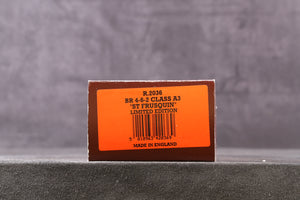 R.2036
BR 4-6-2 CLASS A3
'ST FRUSQUIN'
LIMITED EDITION
MADE IN ENGLAND